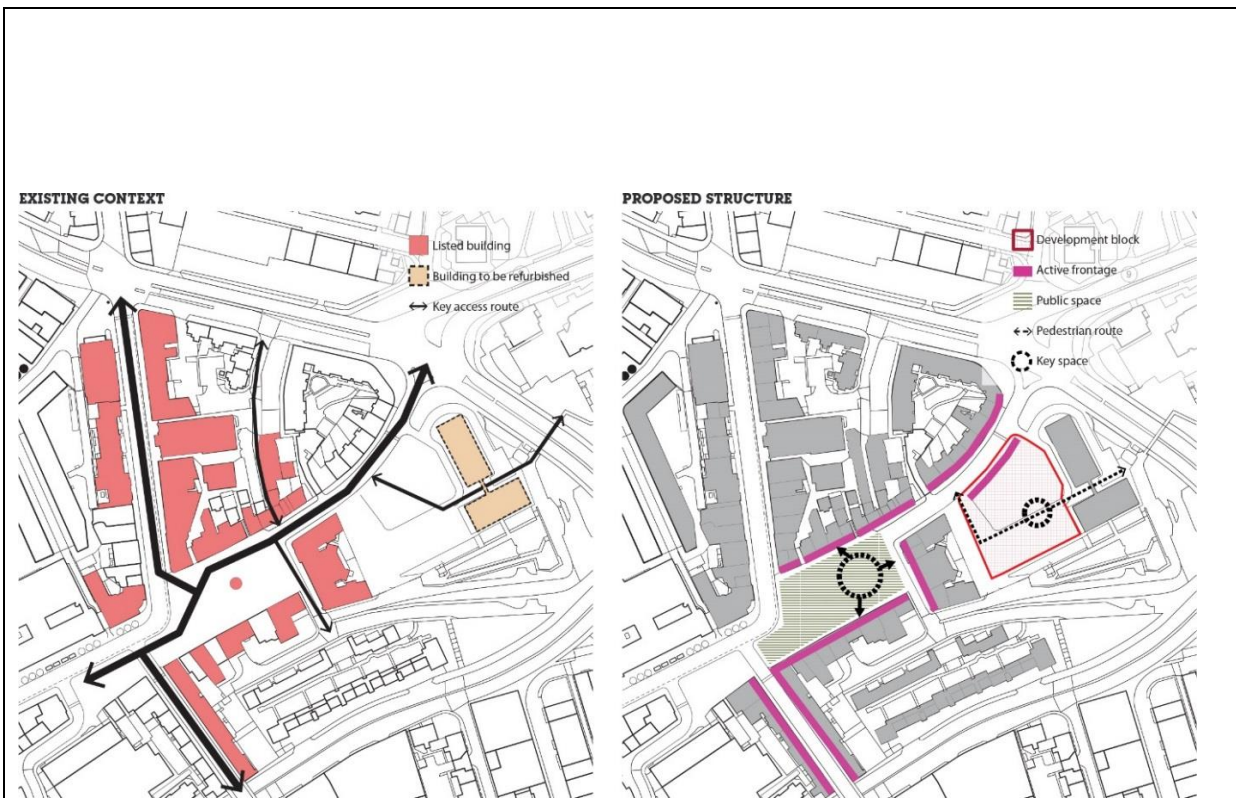 EXISTING CONTEXT
Listed building
Building to be refurbished
Key access route
PROPOSED STRUCTURE
Development block
Active frontage
Public space
Pedestrian route
Key space